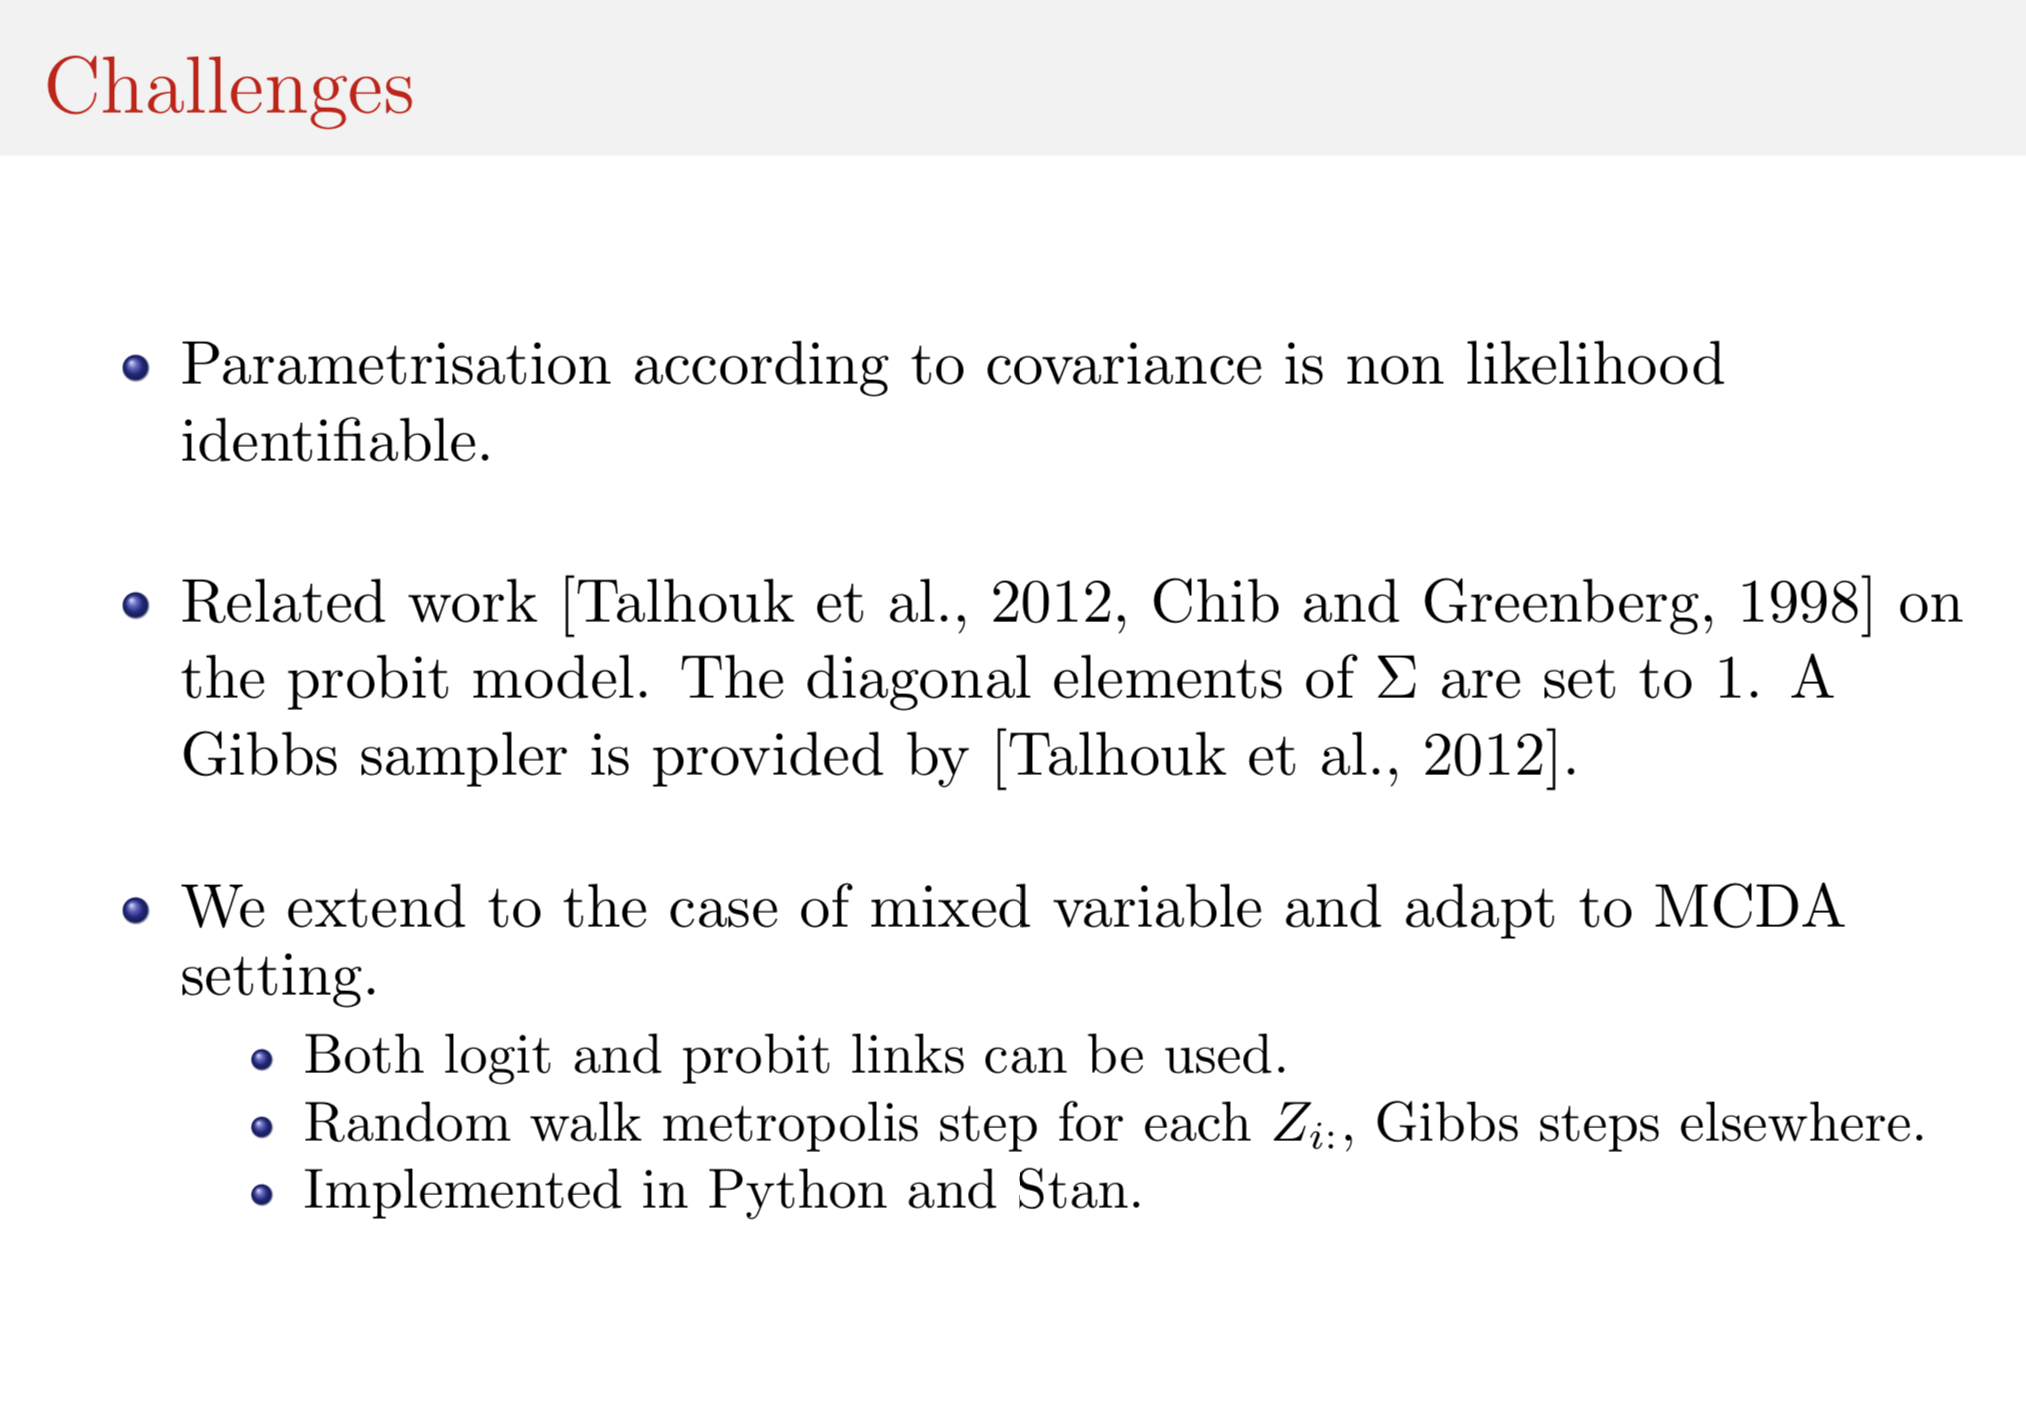 Challenges
Parametrisation according to covariance is non likelihood
identifiable.
Related work [Talhouk et al., 2012, Chib and Greenberg, 1998] on
the probit model. The diagonal elements of Σ are set to 1. A
Gibbs sampler is provided by [Talhouk et al., 2012].
We extend to the case of mixed variable and adapt to MCDA
setting.
Both logit and probit links can be used.
Random walk metropolis step for each Z_{i:}, Gibbs steps elsewhere.
Implemented in Python and Stan.